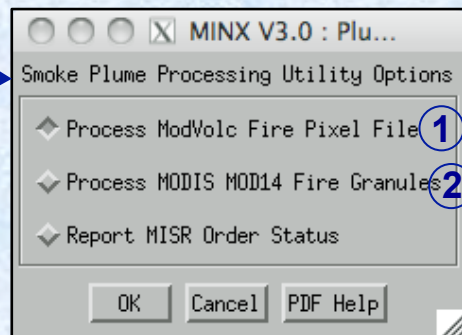 MINX V3.0 : Plu...
Smoke Plume Processing Utility Options
Process ModVolc Fire Pixel File 1
Process MODIS MOD14 Fire Granules 2
Report MISR Order Status
OK Cancel PDF Help